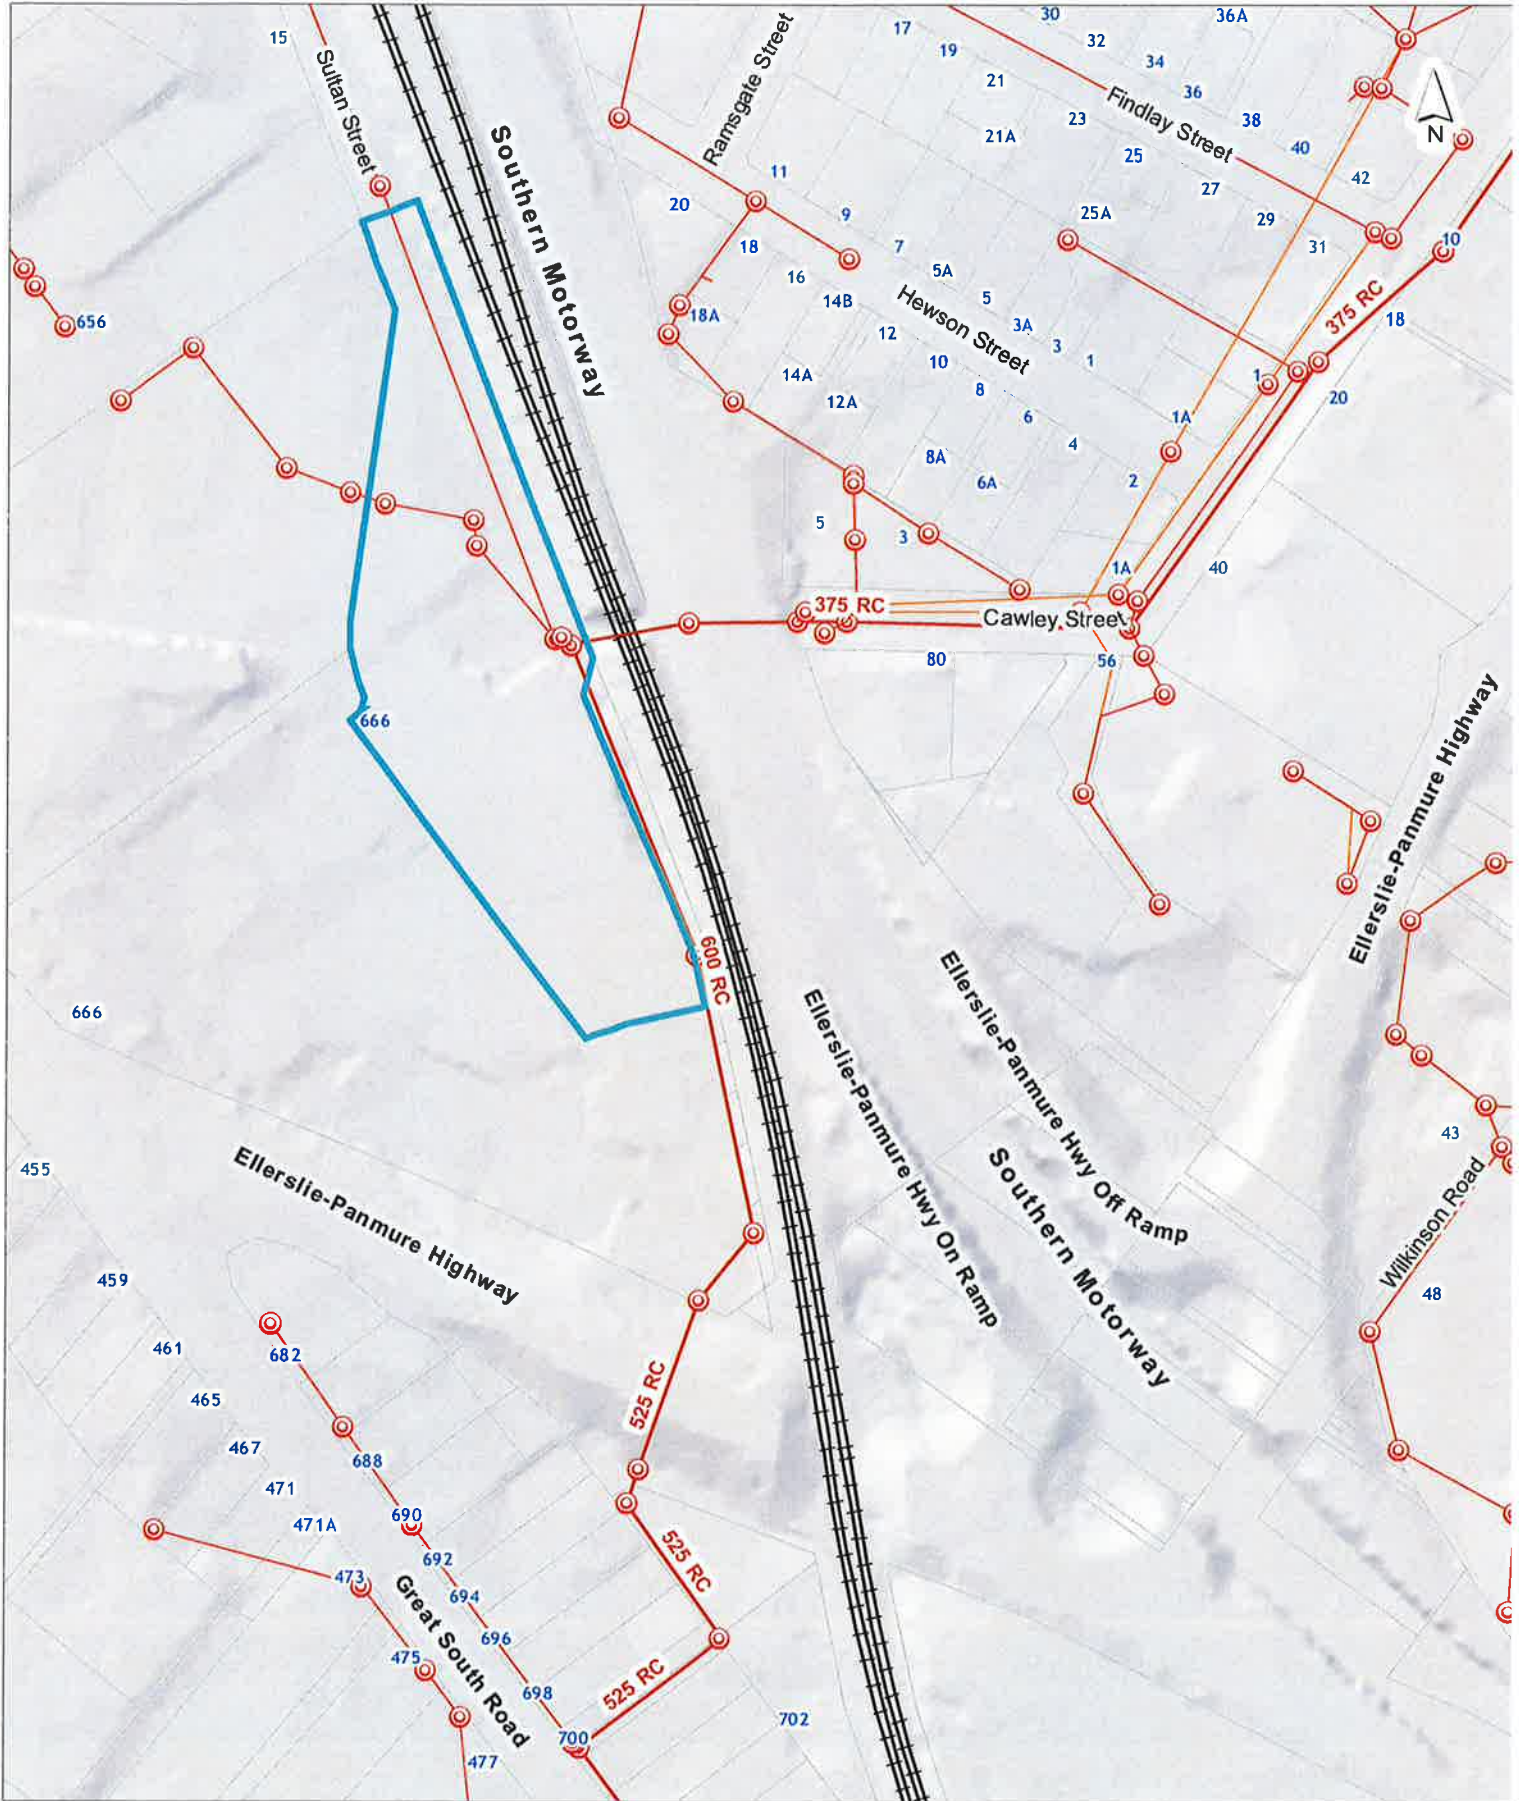 15
Sultan Street
Southern Motorway
Ramsgate Street
17
19
21
21A
23
25
25A
27
29
31
30
32
34
36
36A
38
40
42
Findlay Street
N
10
375 RC
18
20
1
656
20
18
16
14B
11
9
7
5A
5
3A
3
1
18A
Hewson Street
12
10
8
6
4
2
1A
14A
12A
8A
6A
5
3
1A
40
375 RC
Cawley Street
80
56
666
Ellerslie-Panmure Highway
600 RC
666
Ellerslie-Panmure Hwy On Ramp
Ellerslie-Panmure Hwy Off Ramp
Southern Motorway
43
Wilkinson Road
48
455
Ellerslie-Panmure Highway
459
461
465
467
471
471A
473
475
477
682
688
690
692
694
696
698
700
702
Great South Road
525 RC
525 RC
525 RC